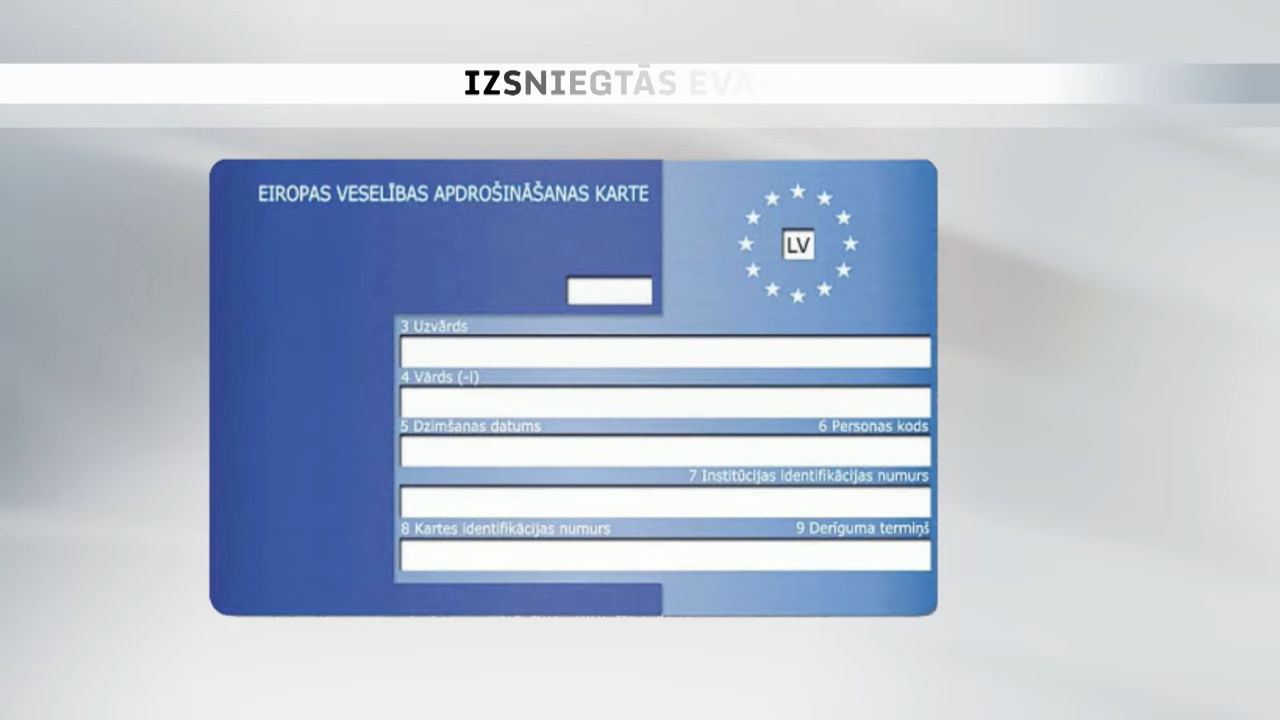 IZSNIEGTĀS EVA
EIROPAS VESELĪBAS APDROŠINĀŠANAS KARTE
LV
3 Uzvārds
4 Vārds (-i)
5 Dzimšanas datums 6 Personas kods
7 Institūcijas identifikācijas numurs
8 Kartes identifikācijas numurs 9 Derīguma termiņš